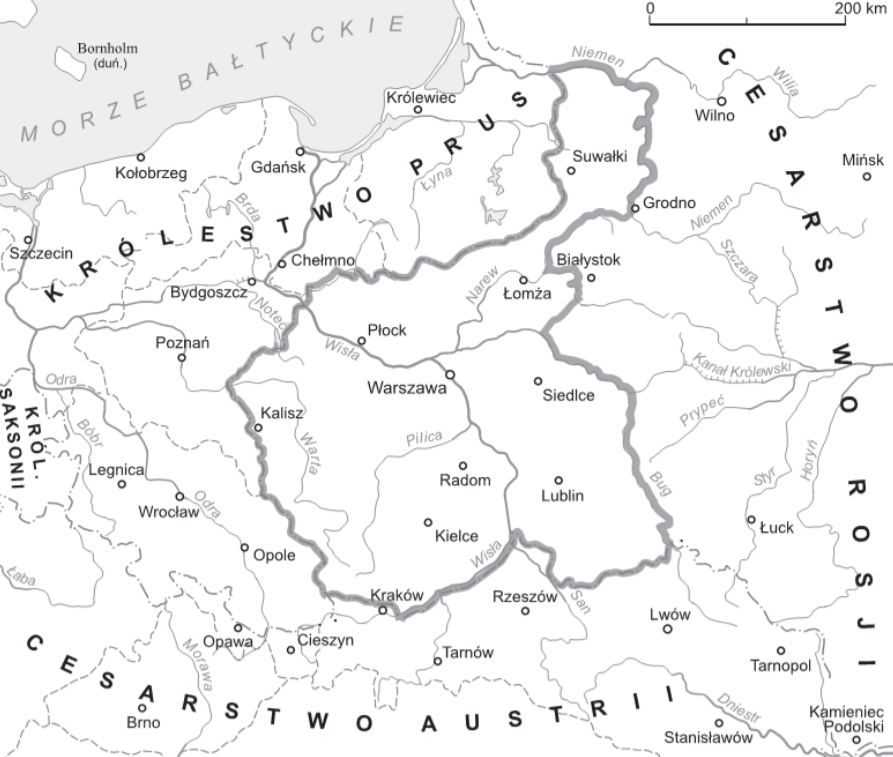 0 200 km
Bornholm
(duń.)
MORZE BAŁTYCKIE
Niemen
CESARSTWO ROSJI
Wilia
Wilno
Królewiec
KRÓLESTWO PRUS
Mińsk
Kołobrzeg
Gdańsk
Suwałki
Łyna
Brda
Grodno
Niemen
Szczecin
Chełmno
Białystok
Szczara
Bydgoszcz
Noteć
Narew
Łomża
Płock
Wisła
Poznań
Kanał Królewski
Odra
Warszawa
Siedlce
KRÓL.
SAKSONII
Prypeć
Kalisz
Bóbr
Warta
Pilica
Horyń
Legnica
Radom
Styr
Bug
Wrocław
Odra
Lublin
Łuck
Kielce
Opole
Wisła
Łaba
Kraków
Rzeszów
San
Lwów
Opawa
Cieszyn
Tarnów
Tarnopol
Morawa
CESARSTWO AUSTRII
Brno
Dniestr
Kamieniec
Podolski
Stanisławów